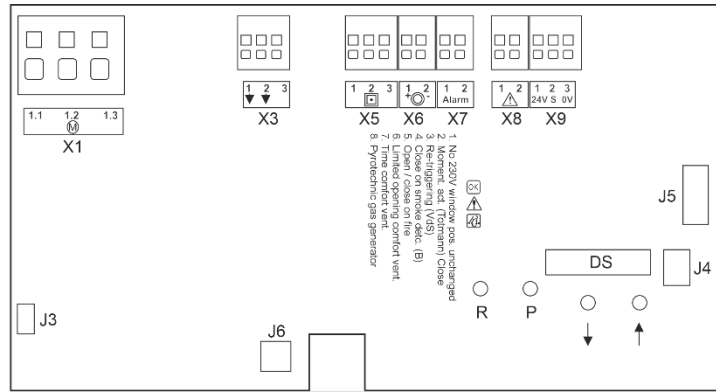 1.1 1.2 1.3
M
X1
1 2 3
X3
1 2 3
X5
1 2
+ -
X6
1 2
Alarm
X7
1 2
X8
1 2 3
24V S 0V
X9
1. No 230V window pos. unchanged
2. Moment. act. (Totmann) Close
3. Re-triggering (VdS)
4. Close on smoke detc. (B)
5. Open / close on fire
6. Limited opening comfort vent.
7. Time comfort vent.
8. Pyrotechnic gas generator
OK
J5
DS
J4
R P
J3
J6